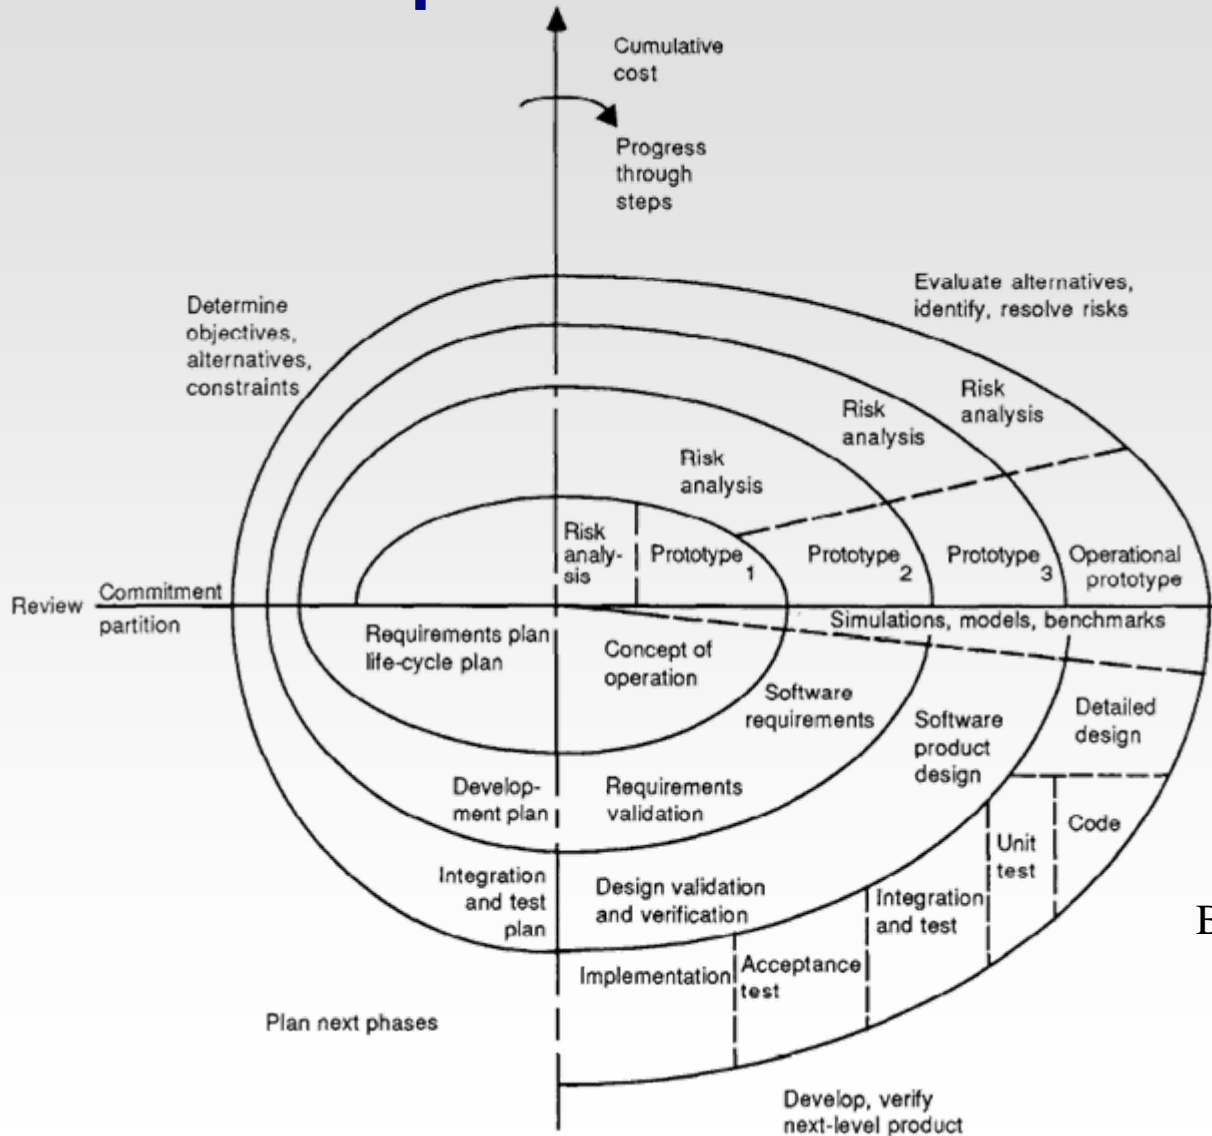 Cumulative
cost
Progress
through
steps
Evaluate alternatives,
identify, resolve risks
Determine
objectives,
alternatives,
constraints
Risk
analysis
Risk
analysis
Risk
analysis
Risk
analy-
sis
Prototype 1
Prototype 2
Prototype 3
Operational
prototype
Review
Commitment
partition
Simulations, models, benchmarks
Requirements plan
life-cycle plan
Concept of
operation
Software
requirements
Software
product
design
Detailed
design
Develop-
ment plan
Requirements
validation
Code
Unit
test
Integration
and test
plan
Design validation
and verification
Integration
and test
Implementation
Acceptance
test
B
Plan next phases
Develop, verify
next-level product